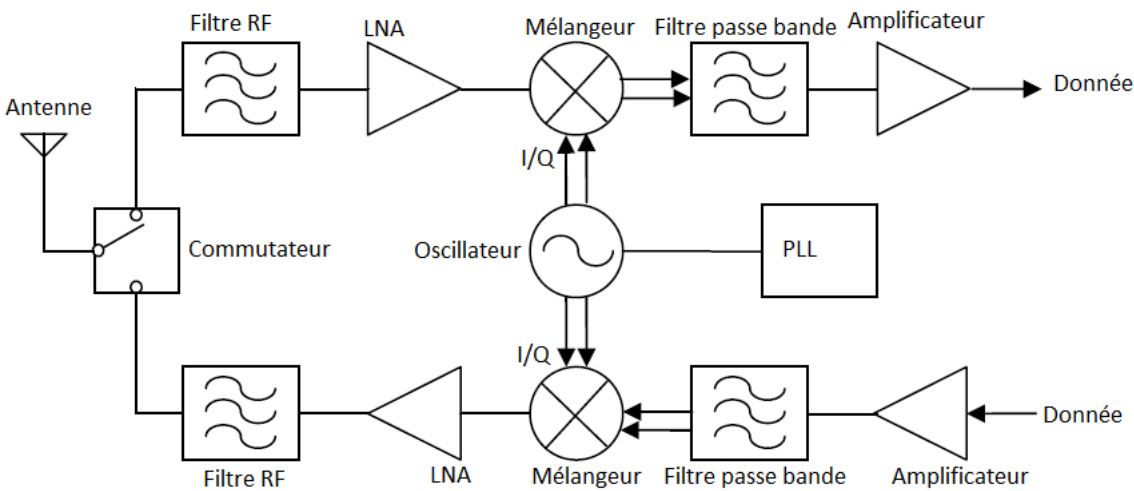 Filtre RF
LNA
Mélangeur
Filtre passe bande
Amplificateur
Antenne
Donnée
I/Q
Commutateur
Oscillateur
PLL
I/Q
Donnée
Filtre RF
LNA
Mélangeur
Filtre passe bande
Amplificateur